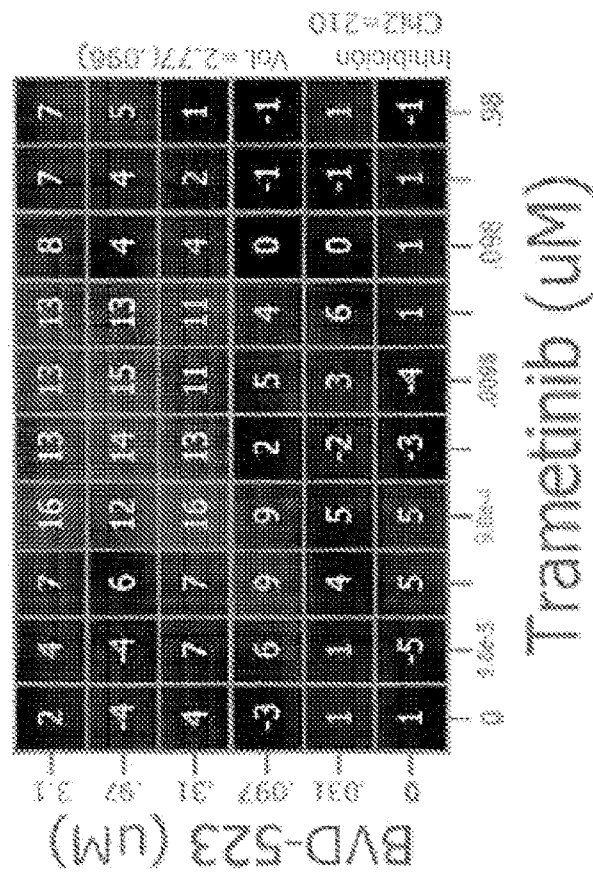 BVD-523 (uM)
3.1 2 4 7 16 13 13 13 8 7 7
.97 -4 -4 6 12 14 15 13 4 4 5
.31 4 7 7 16 13 11 11 4 2 1
.097 -3 6 9 9 2 5 4 0 -1 -1
.031 1 1 4 5 -2 3 6 0 -1 1
0 1 -5 5 5 -3 -4 1 1 1 -1
0 .0098 .098 .98
Trametinib (uM)
Inhibición Vol.=2.77(.096)
Chi2=210